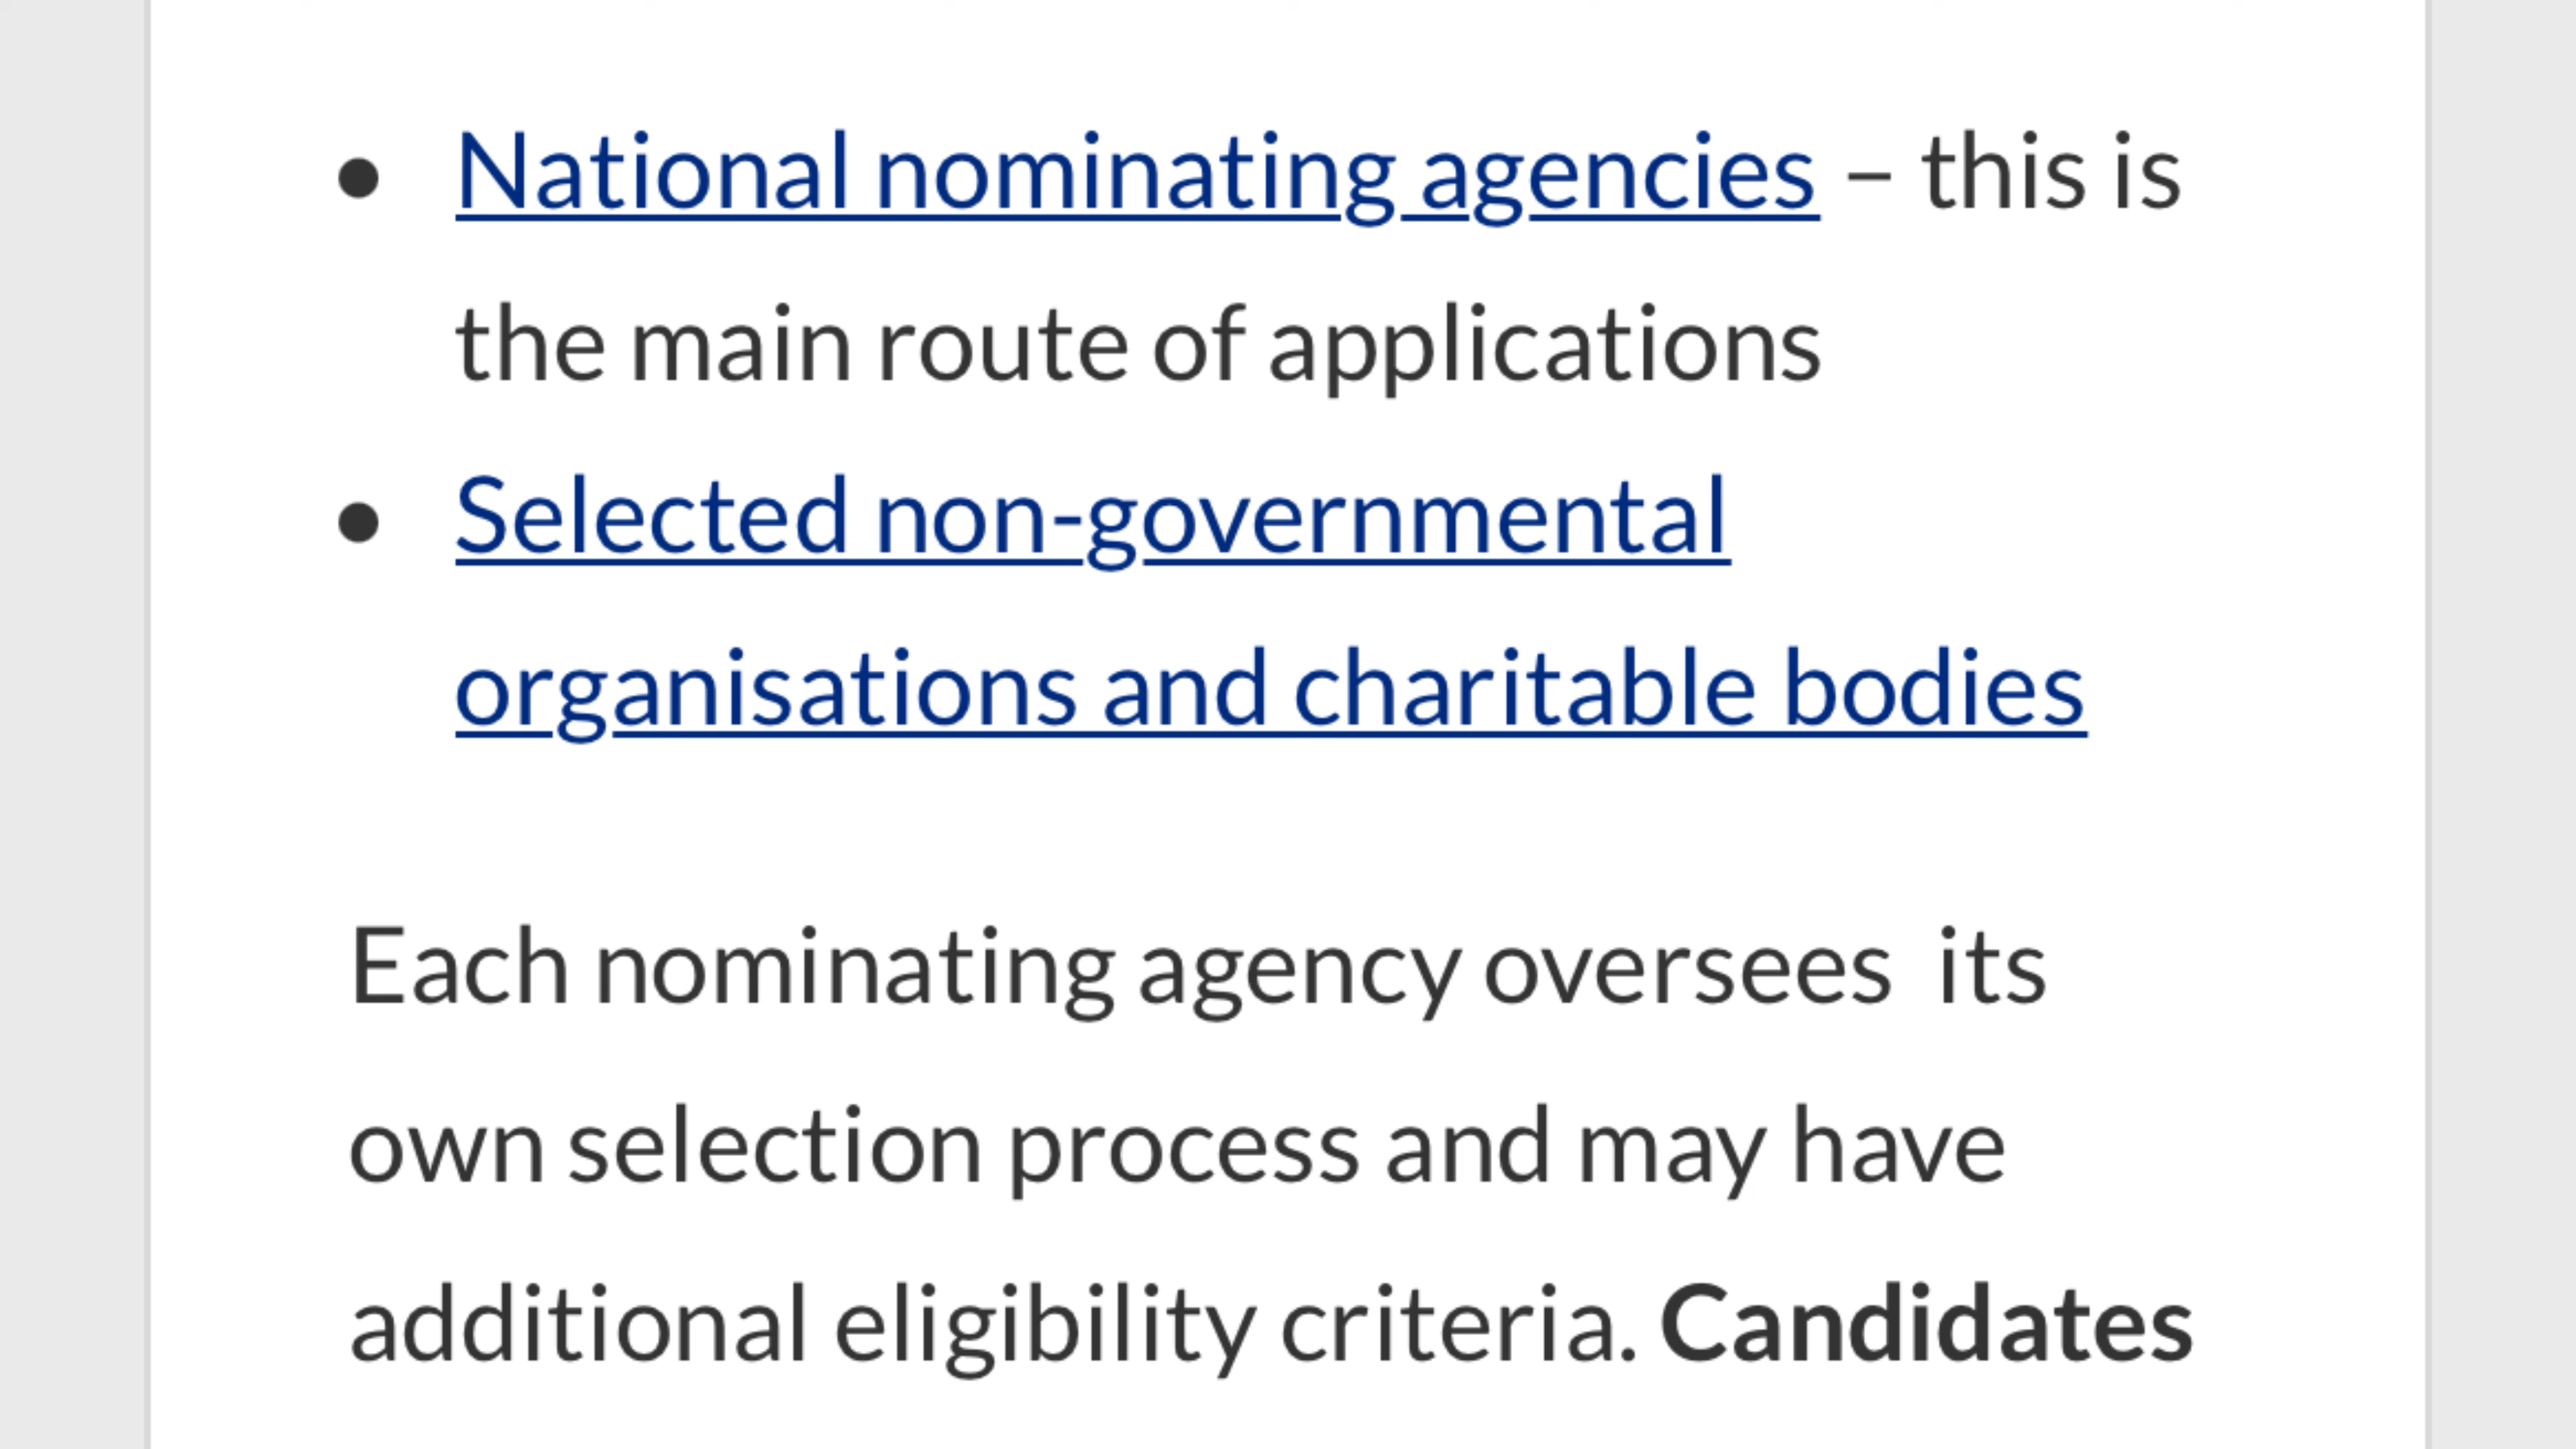 • National nominating agencies – this is
the main route of applications
• Selected non-governmental
organisations and charitable bodies
Each nominating agency oversees  its
own selection process and may have
additional eligibility criteria. Candidates